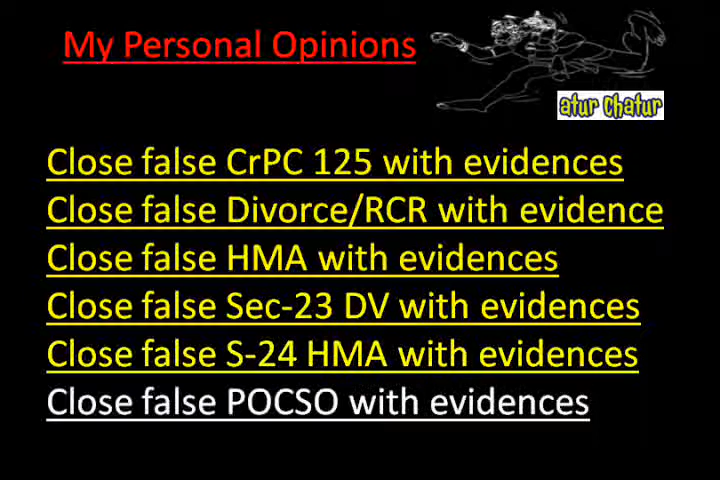 My Personal Opinions
atur Chatur
Close false CrPC 125 with evidences
Close false Divorce/RCR with evidence
Close false HMA with evidences
Close false Sec-23 DV with evidences
Close false S-24 HMA with evidences
Close false POCSO with evidences